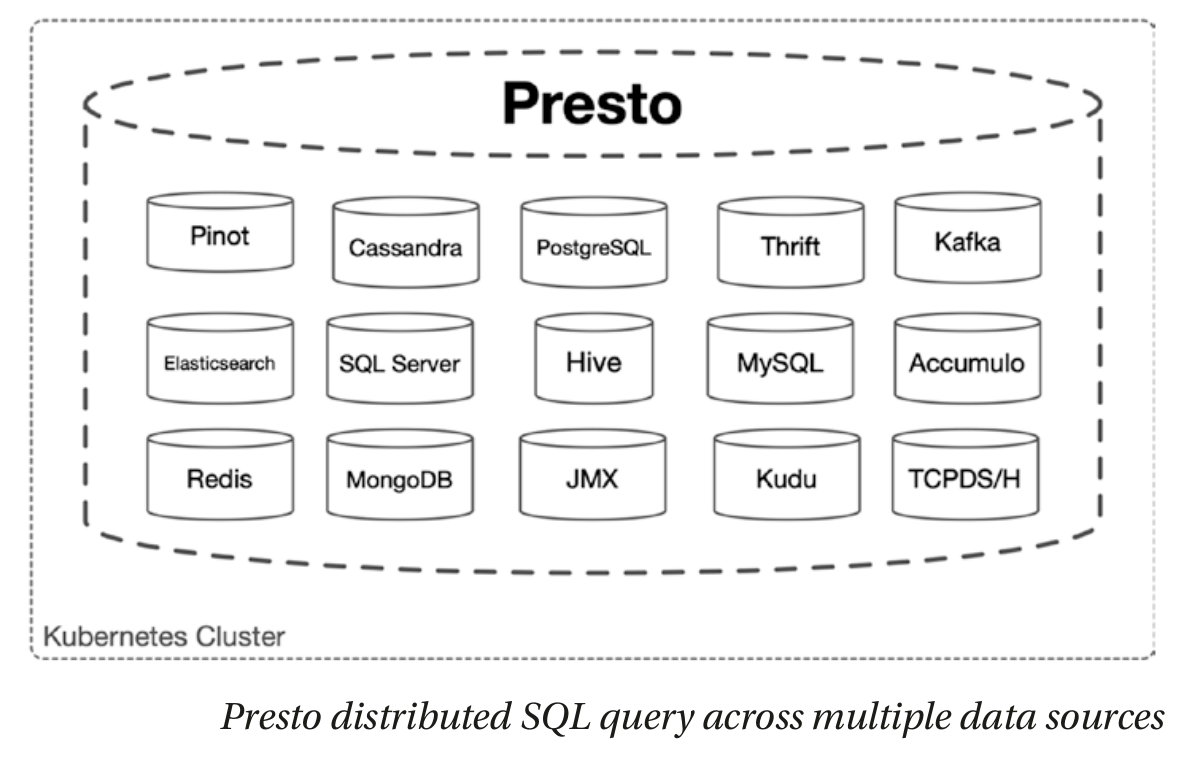 Presto
Pinot
Cassandra
PostgreSQL
Thrift
Kafka
Elasticsearch
SQL Server
Hive
MySQL
Accumulo
Redis
MongoDB
JMX
Kudu
TCPDS/H
Kubernetes Cluster
Presto distributed SQL query across multiple data sources